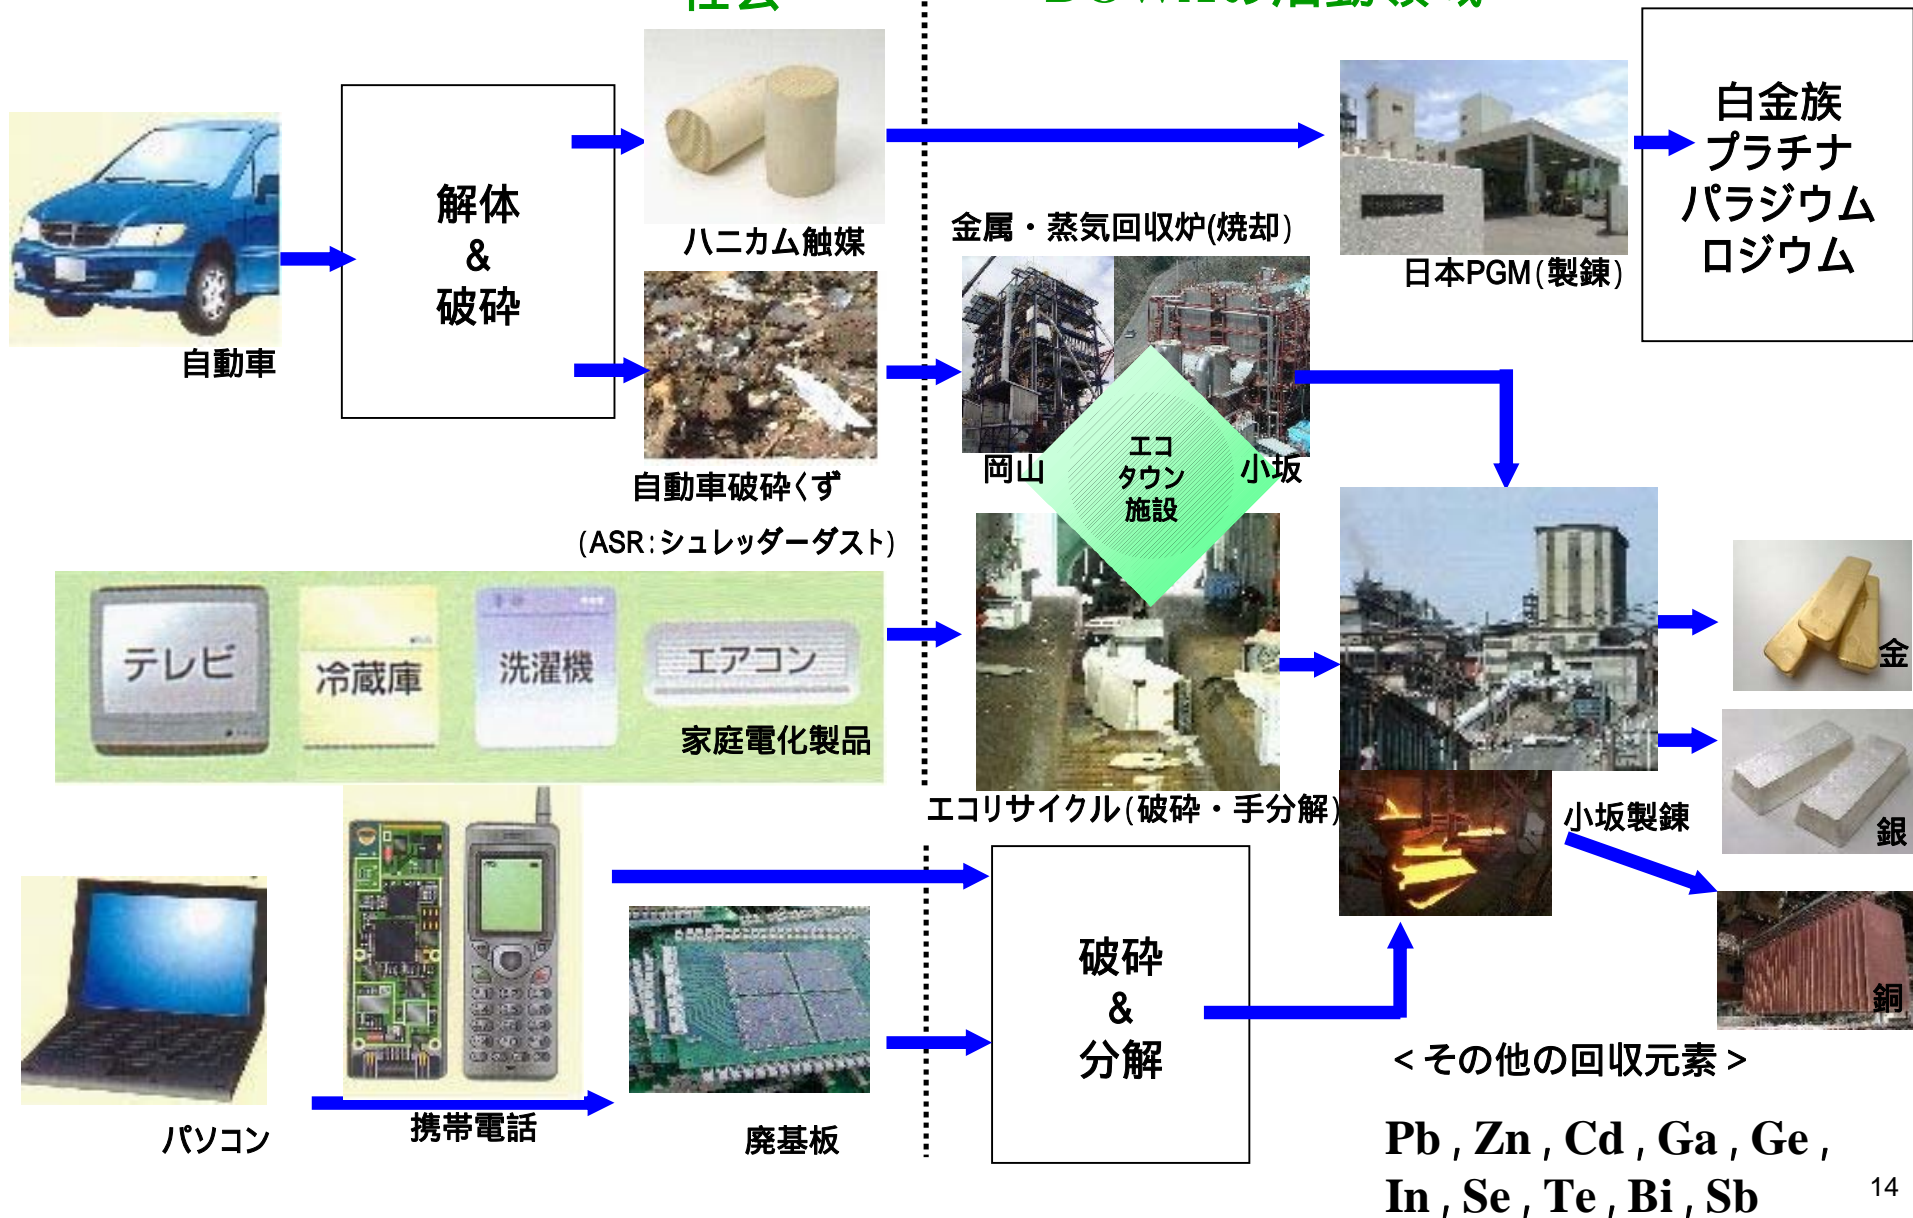 自動車
解体
&
破砕
ハニカム触媒
自動車破砕くず
(ASR:シュレッダーダスト)
金属・蒸気回収炉(焼却)
岡山
小坂
エコ
タウン
施設
日本PGM(製錬)
白金族
プラチナ
パラジウム
ロジウム
テレビ
冷蔵庫
洗濯機
エアコン
家庭電化製品
エコリサイクル(破砕・手分解)
小坂製錬
金
銀
銅
パソコン
携帯電話
廃基板
破砕
&
分解
<その他の回収元素>
Pb , Zn , Cd , Ga , Ge ,
In , Se , Te , Bi , Sb
14